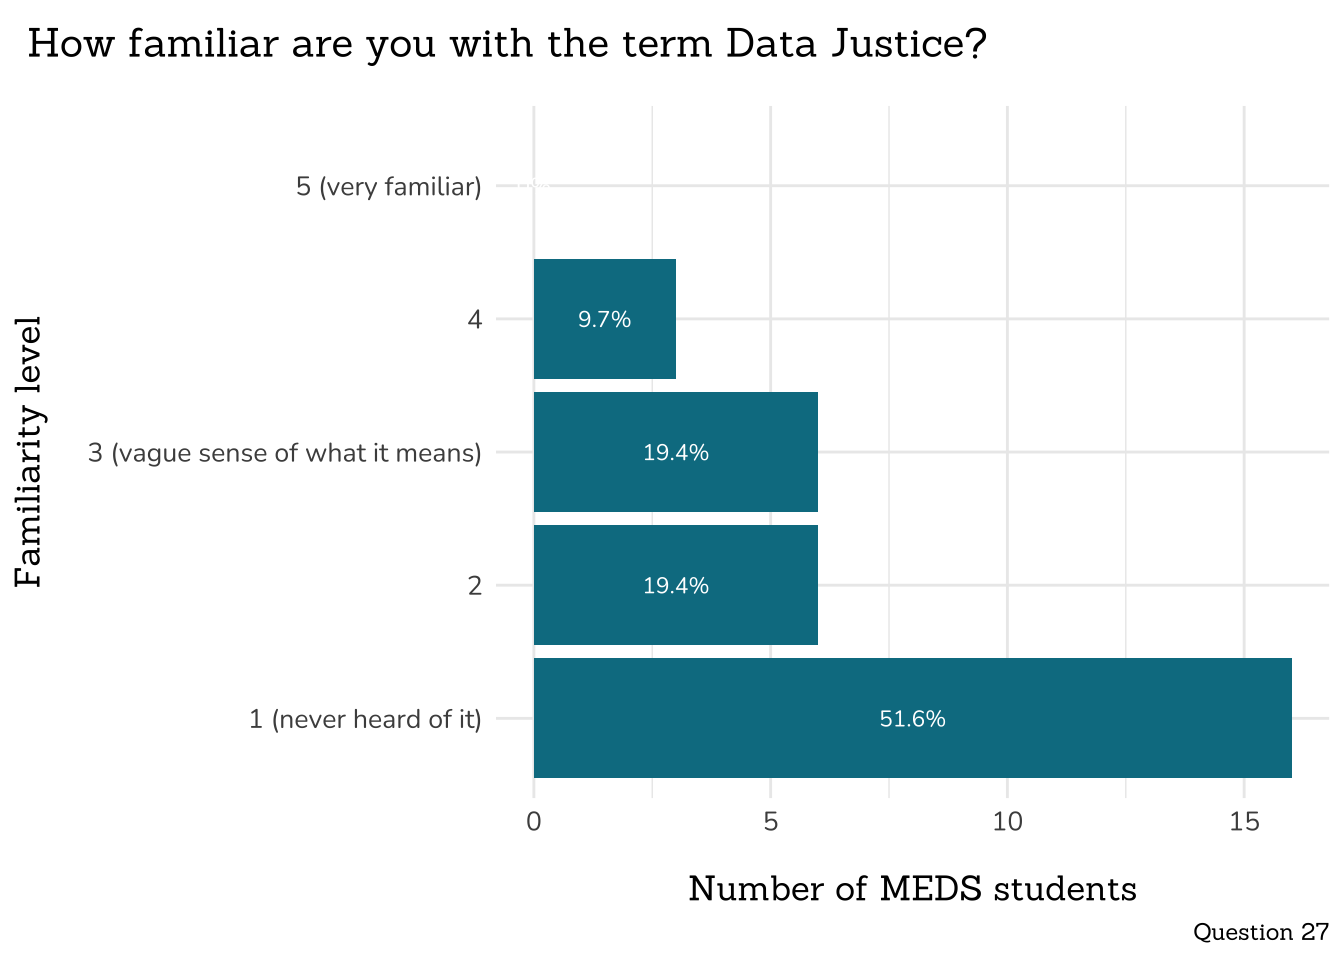 How familiar are you with the term Data Justice?
5 (very familiar)
4
9.7%
3 (vague sense of what it means)
19.4%
2
19.4%
1 (never heard of it)
51.6%
Familiarity level
0 5 10 15
Number of MEDS students
Question 27